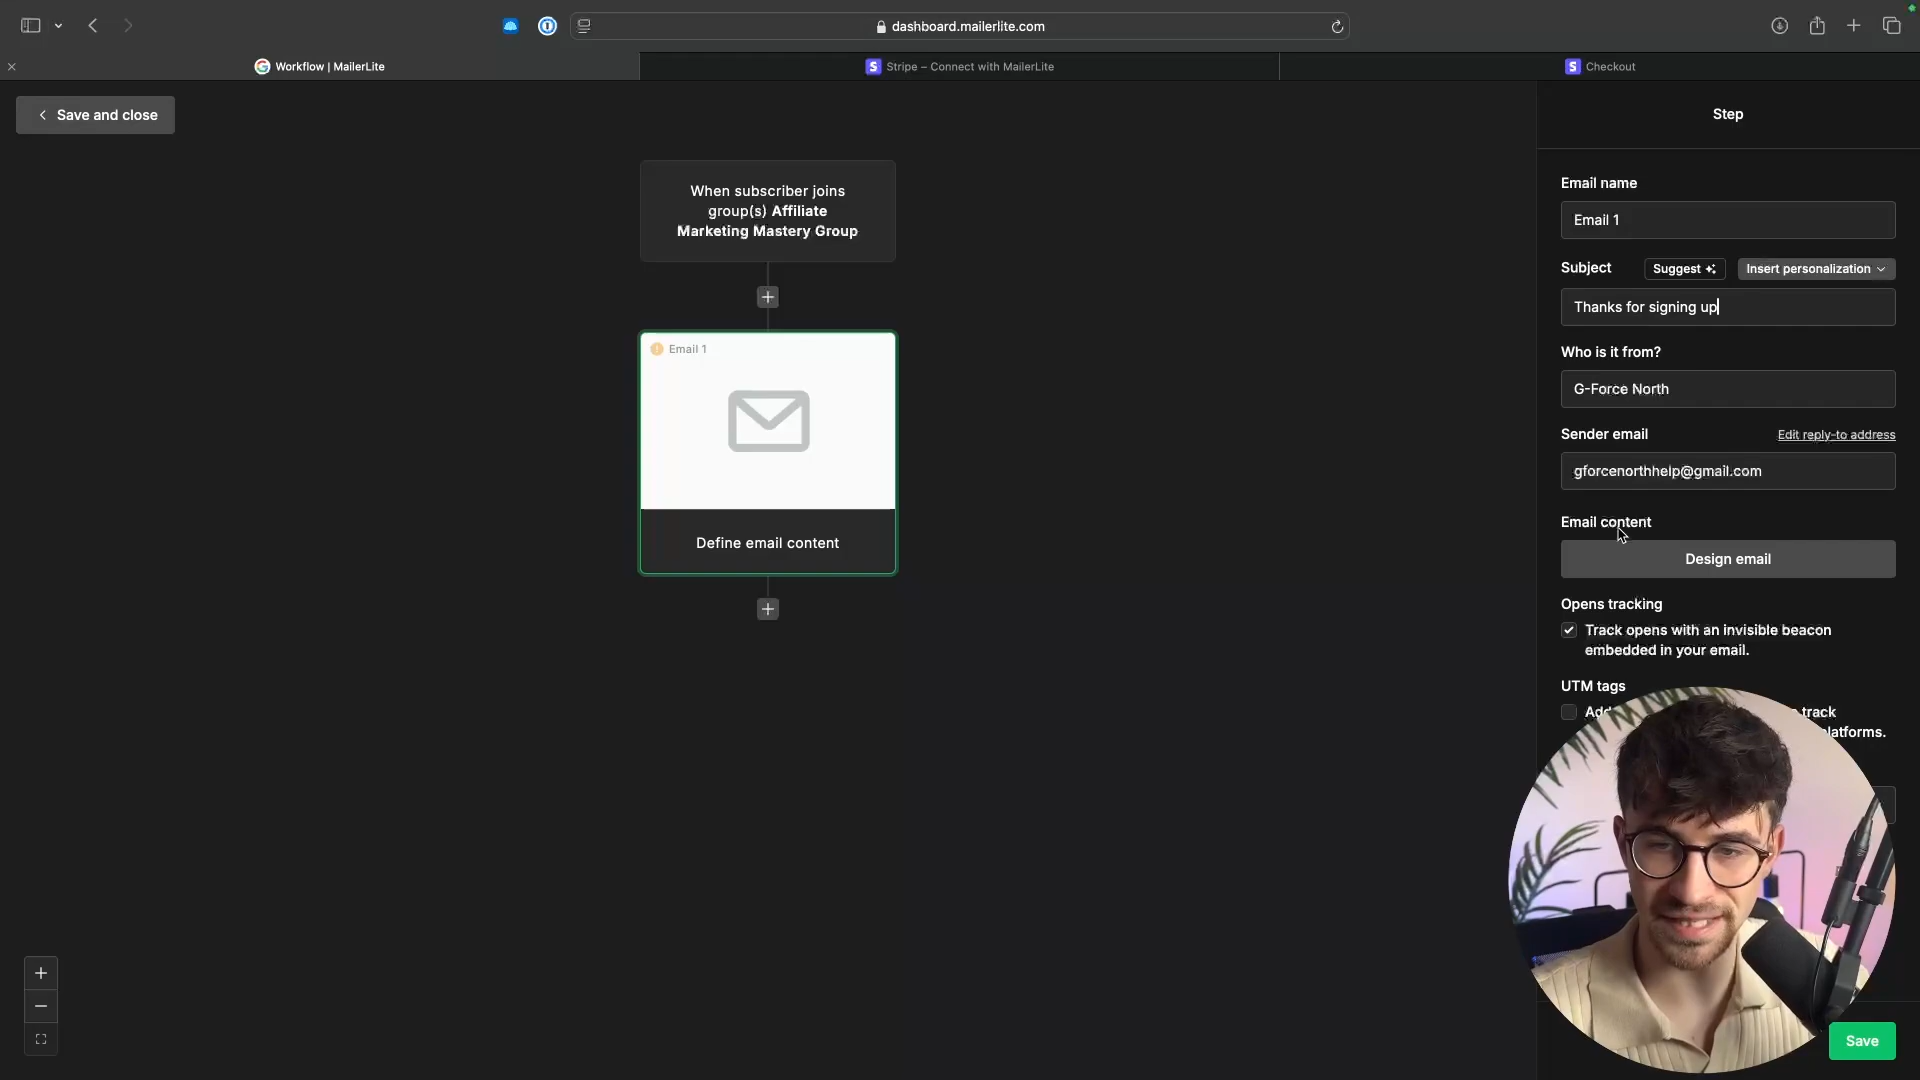 dashboard.mailerlite.com
Workflow | MailerLite
Stripe – Connect with MailerLite
Checkout
Save and close
Step
When subscriber joins
group(s) Affiliate
Marketing Mastery Group
Email 1
Define email content
Email name
Email 1
Subject
Suggest
Insert personalization
Thanks for signing up
Who is it from?
G-Force North
Sender email
Edit reply-to address
gforcenorthhelp@gmail.com
Email content
Design email
Opens tracking
Track opens with an invisible beacon
embedded in your email.
UTM tags
track
Save